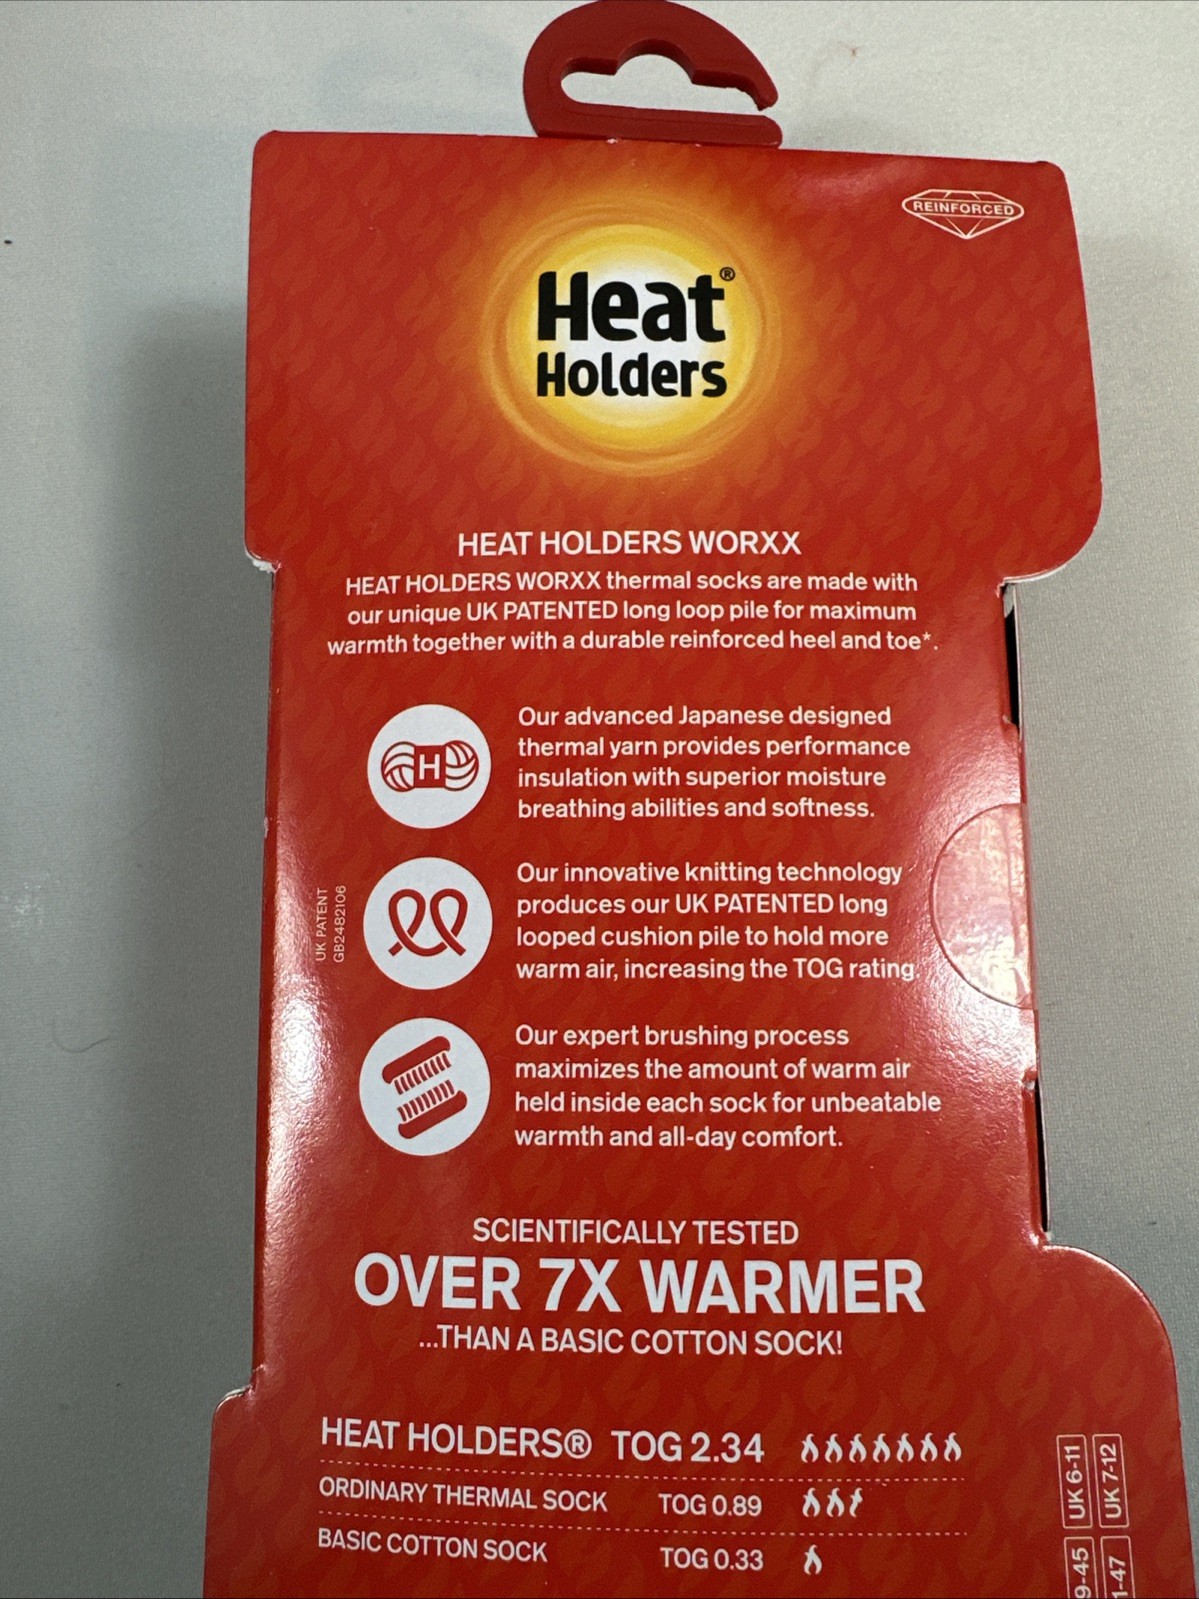 REINFORCED
Heat®
Holders
HEAT HOLDERS WORXX
HEAT HOLDERS WORXX thermal socks are made with
our unique UK PATENTED long loop pile for maximum
warmth together with a durable reinforced heel and toe*.
H
Our advanced Japanese designed
thermal yarn provides performance
insulation with superior moisture
breathing abilities and softness.
UK PATENT
GB2482106
Our innovative knitting technology
produces our UK PATENTED long
looped cushion pile to hold more
warm air, increasing the TOG rating.
Our expert brushing process
maximizes the amount of warm air
held inside each sock for unbeatable
warmth and all-day comfort.
SCIENTIFICALLY TESTED
OVER 7X WARMER
...THAN A BASIC COTTON SOCK!
HEAT HOLDERS® TOG 2.34
ORDINARY THERMAL SOCK TOG 0.89
BASIC COTTON SOCK TOG 0.33
UK 6-11
UK 7-12